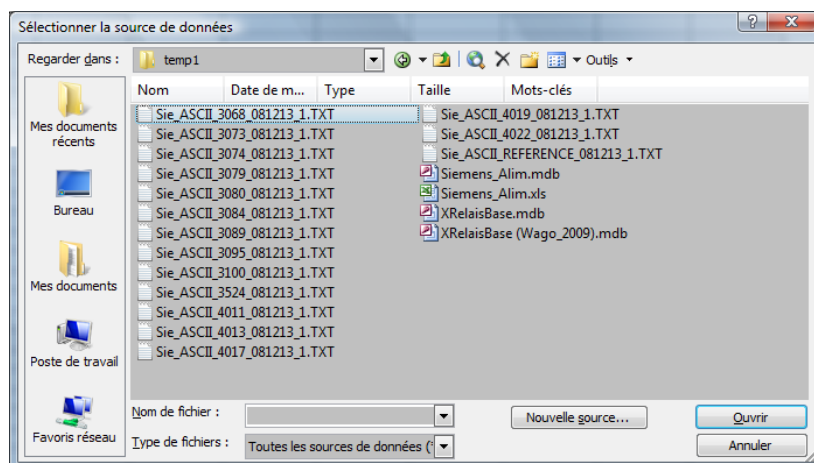 Sélectionner la source de données
Regarder dans :
temp1
Outils
Nom Date de m... Type Taille Mots-clés
Mes documents
récents
Bureau
Mes documents
Poste de travail
Favoris réseau
Sie_ASCII_3068_081213_1.TXT
Sie_ASCII_3073_081213_1.TXT
Sie_ASCII_3074_081213_1.TXT
Sie_ASCII_3079_081213_1.TXT
Sie_ASCII_3080_081213_1.TXT
Sie_ASCII_3084_081213_1.TXT
Sie_ASCII_3089_081213_1.TXT
Sie_ASCII_3095_081213_1.TXT
Sie_ASCII_3100_081213_1.TXT
Sie_ASCII_3524_081213_1.TXT
Sie_ASCII_4011_081213_1.TXT
Sie_ASCII_4013_081213_1.TXT
Sie_ASCII_4017_081213_1.TXT
Sie_ASCII_4019_081213_1.TXT
Sie_ASCII_4022_081213_1.TXT
Sie_ASCII_REFERENCE_081213_1.TXT
Siemens_Alim.mdb
Siemens_Alim.xls
XRelaisBase.mdb
XRelaisBase (Wago_2009).mdb
Nom de fichier :
Nouvelle source...
Ouvrir
Type de fichiers :
Toutes les sources de données (*
Annuler